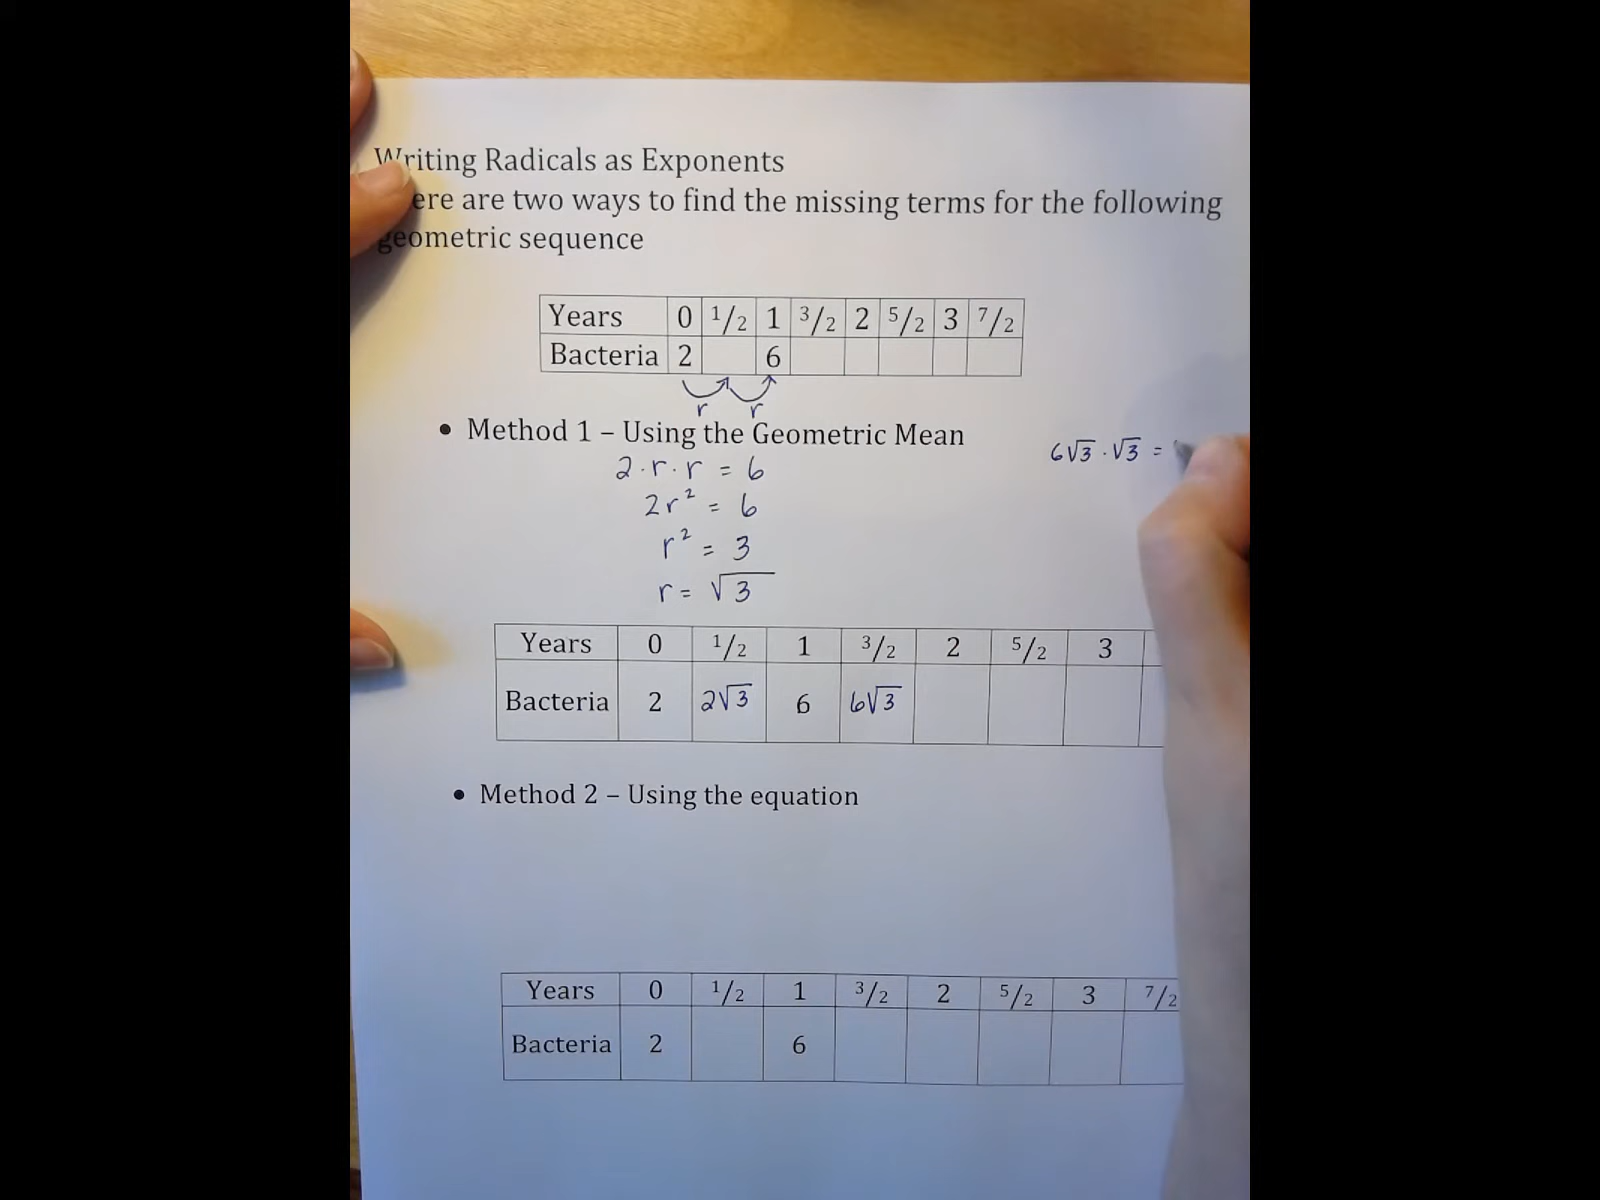 Writing Radicals as Exponents
ere are two ways to find the missing terms for the following
geometric sequence
Years 0 1/2 1 3/2 2 5/2 3 7/2
Bacteria 2 6
r r
• Method 1 – Using the Geometric Mean
6√3 · √3 =
2 · r · r = 6
2r² = 6
r² = 3
r = √3
Years 0 1/2 1 3/2 2 5/2 3
Bacteria 2 2√3 6 6√3
• Method 2 – Using the equation
Years 0 1/2 1 3/2 2 5/2 3 7/2
Bacteria 2 6